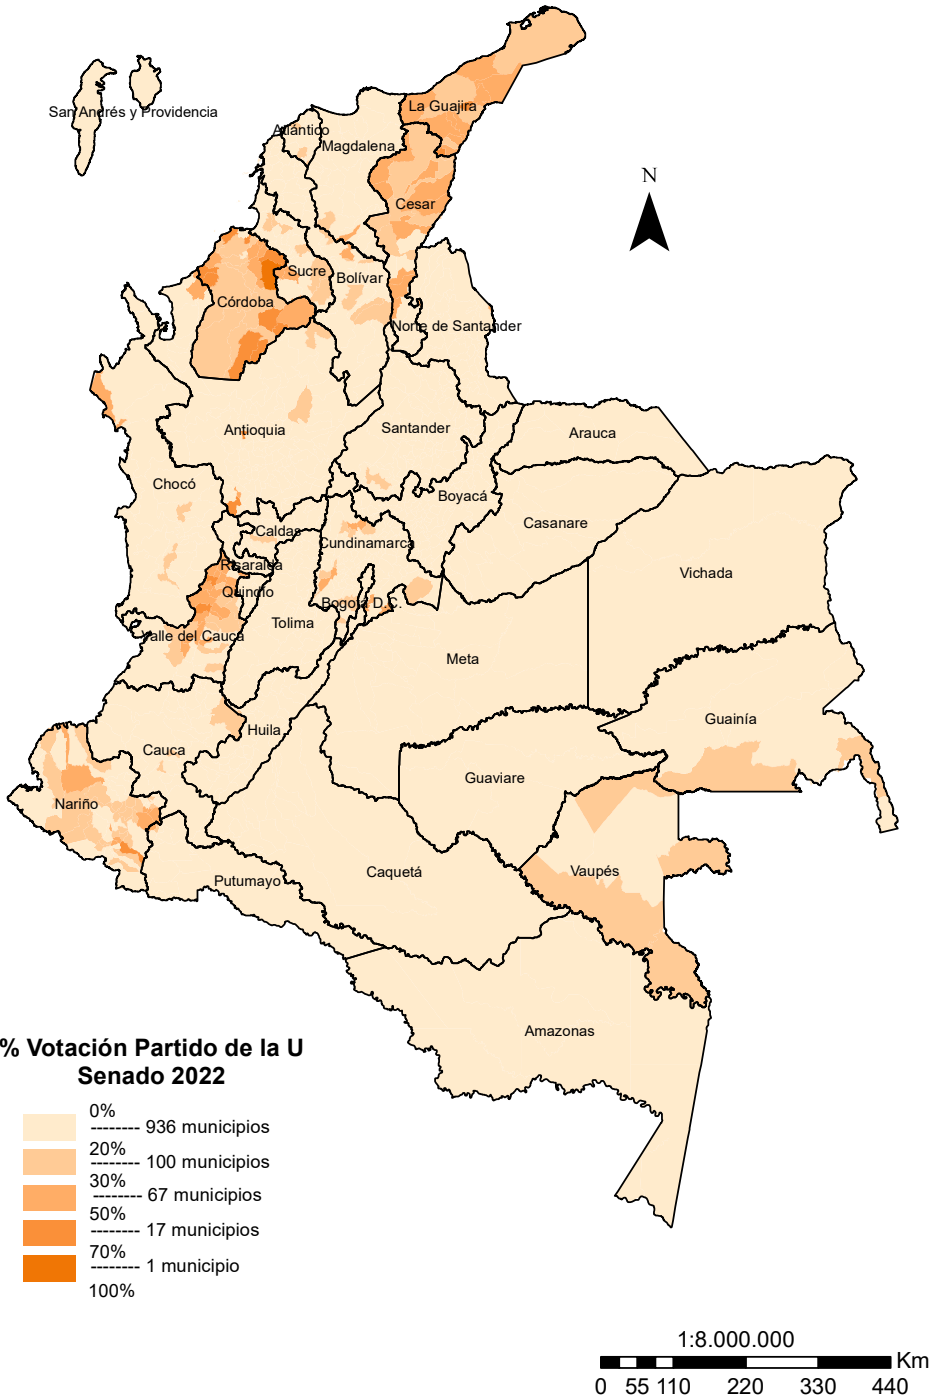 San Andrés y Providencia
La Guajira
Atlántico
Magdalena
N
Cesar
Sucre
Bolívar
Córdoba
Norte de Santander
Antioquia
Santander
Arauca
Chocó
Boyacá
Casanare
Caldas
Cundinamarca
Risaralda
Vichada
Quindío
Bogotá D.C.
Tolima
Valle del Cauca
Meta
Guainía
Huila
Cauca
Guaviare
Nariño
Vaupés
Caquetá
Putumayo
Amazonas
% Votación Partido de la U
Senado 2022
0%
-------- 936 municipios
20%
-------- 100 municipios
30%
-------- 67 municipios
50%
-------- 17 municipios
70%
-------- 1 municipio
100%
1:8.000.000
Km
0 55 110 220 330 440